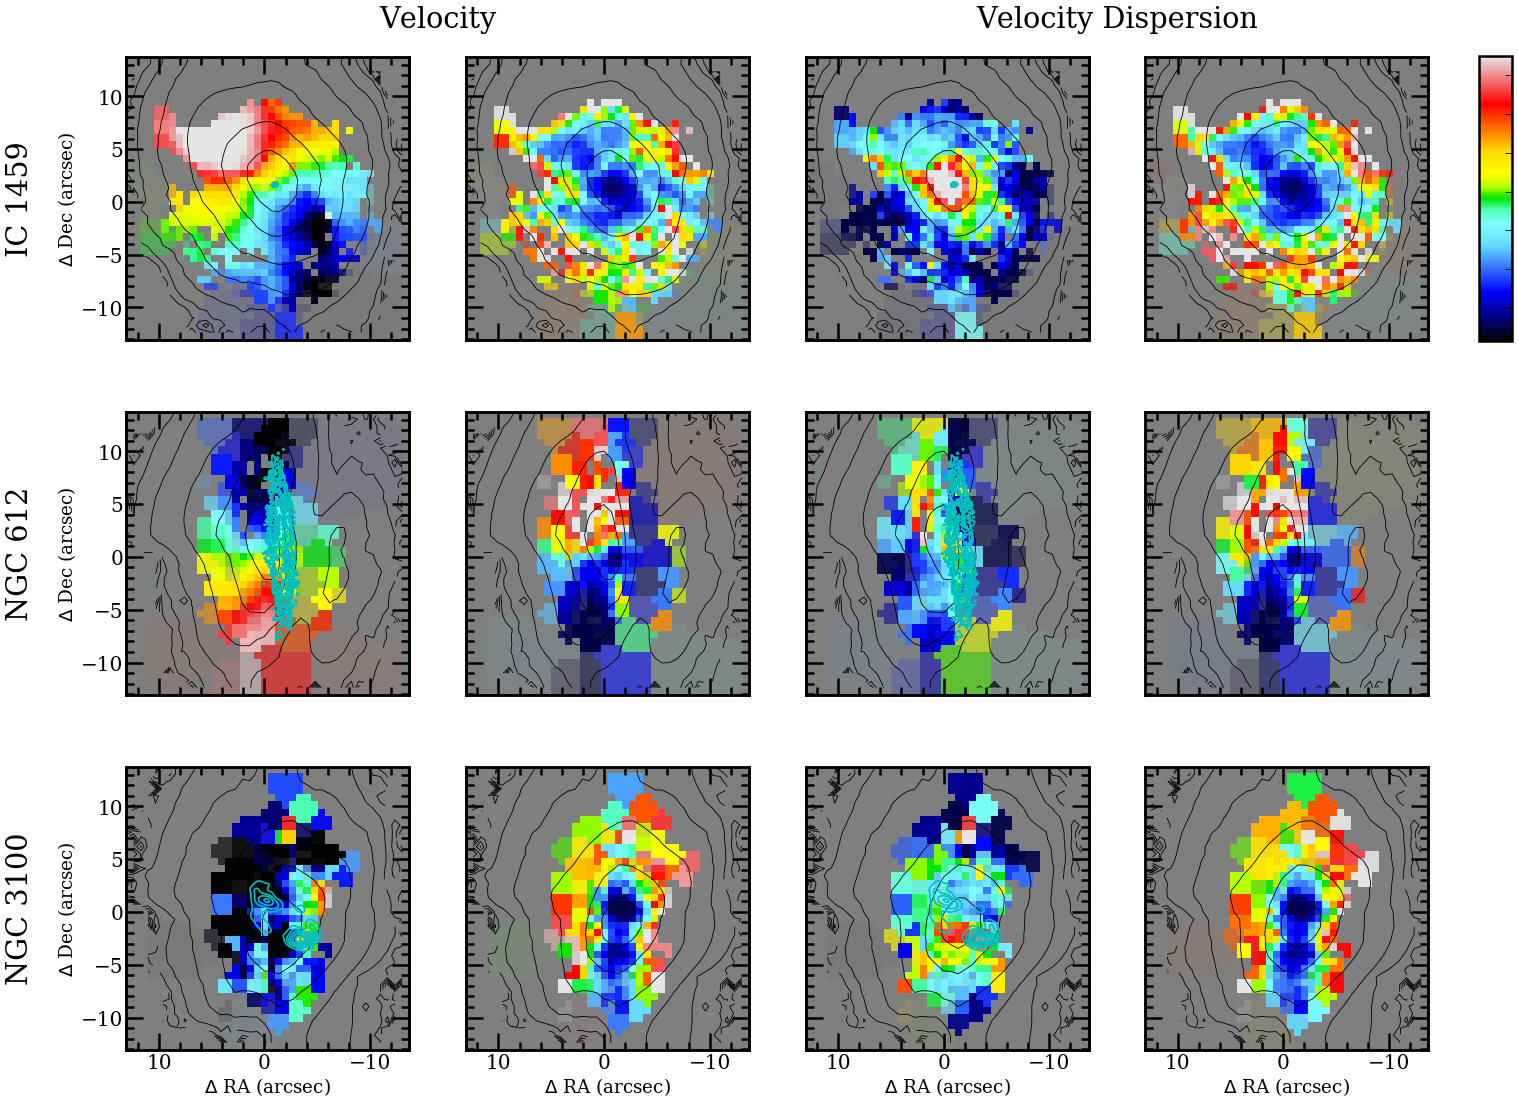 Velocity Velocity Dispersion
IC 1459
Δ Dec (arcsec)
10
5
0
−5
−10
NGC 612
Δ Dec (arcsec)
10
5
0
−5
−10
NGC 3100
Δ Dec (arcsec)
10
5
0
−5
−10
10 0 −10 10 0 −10 10 0 −10 10 0 −10
Δ RA (arcsec) Δ RA (arcsec) Δ RA (arcsec) Δ RA (arcsec)